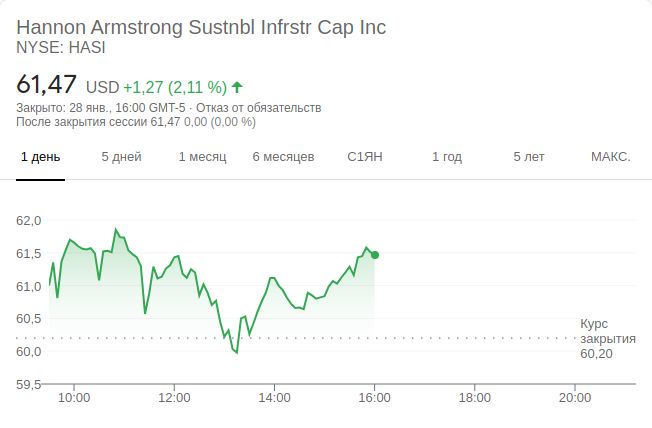 Hannon Armstrong Sustnbl Infrstr Cap Inc
NYSE: HASI
61,47 USD +1,27 (2,11 %)
Закрыто: 28 янв., 16:00 GMT-5 · Отказ от обязательств
После закрытия сессии 61,47 0,00 (0,00 %)
1 день 5 дней 1 месяц 6 месяцев С1ЯН 1 год 5 лет МАКС.
62,0
61,5
61,0
60,5
60,0
59,5
Курс
закрытия
60,20
10:00 12:00 14:00 16:00 18:00 20:00